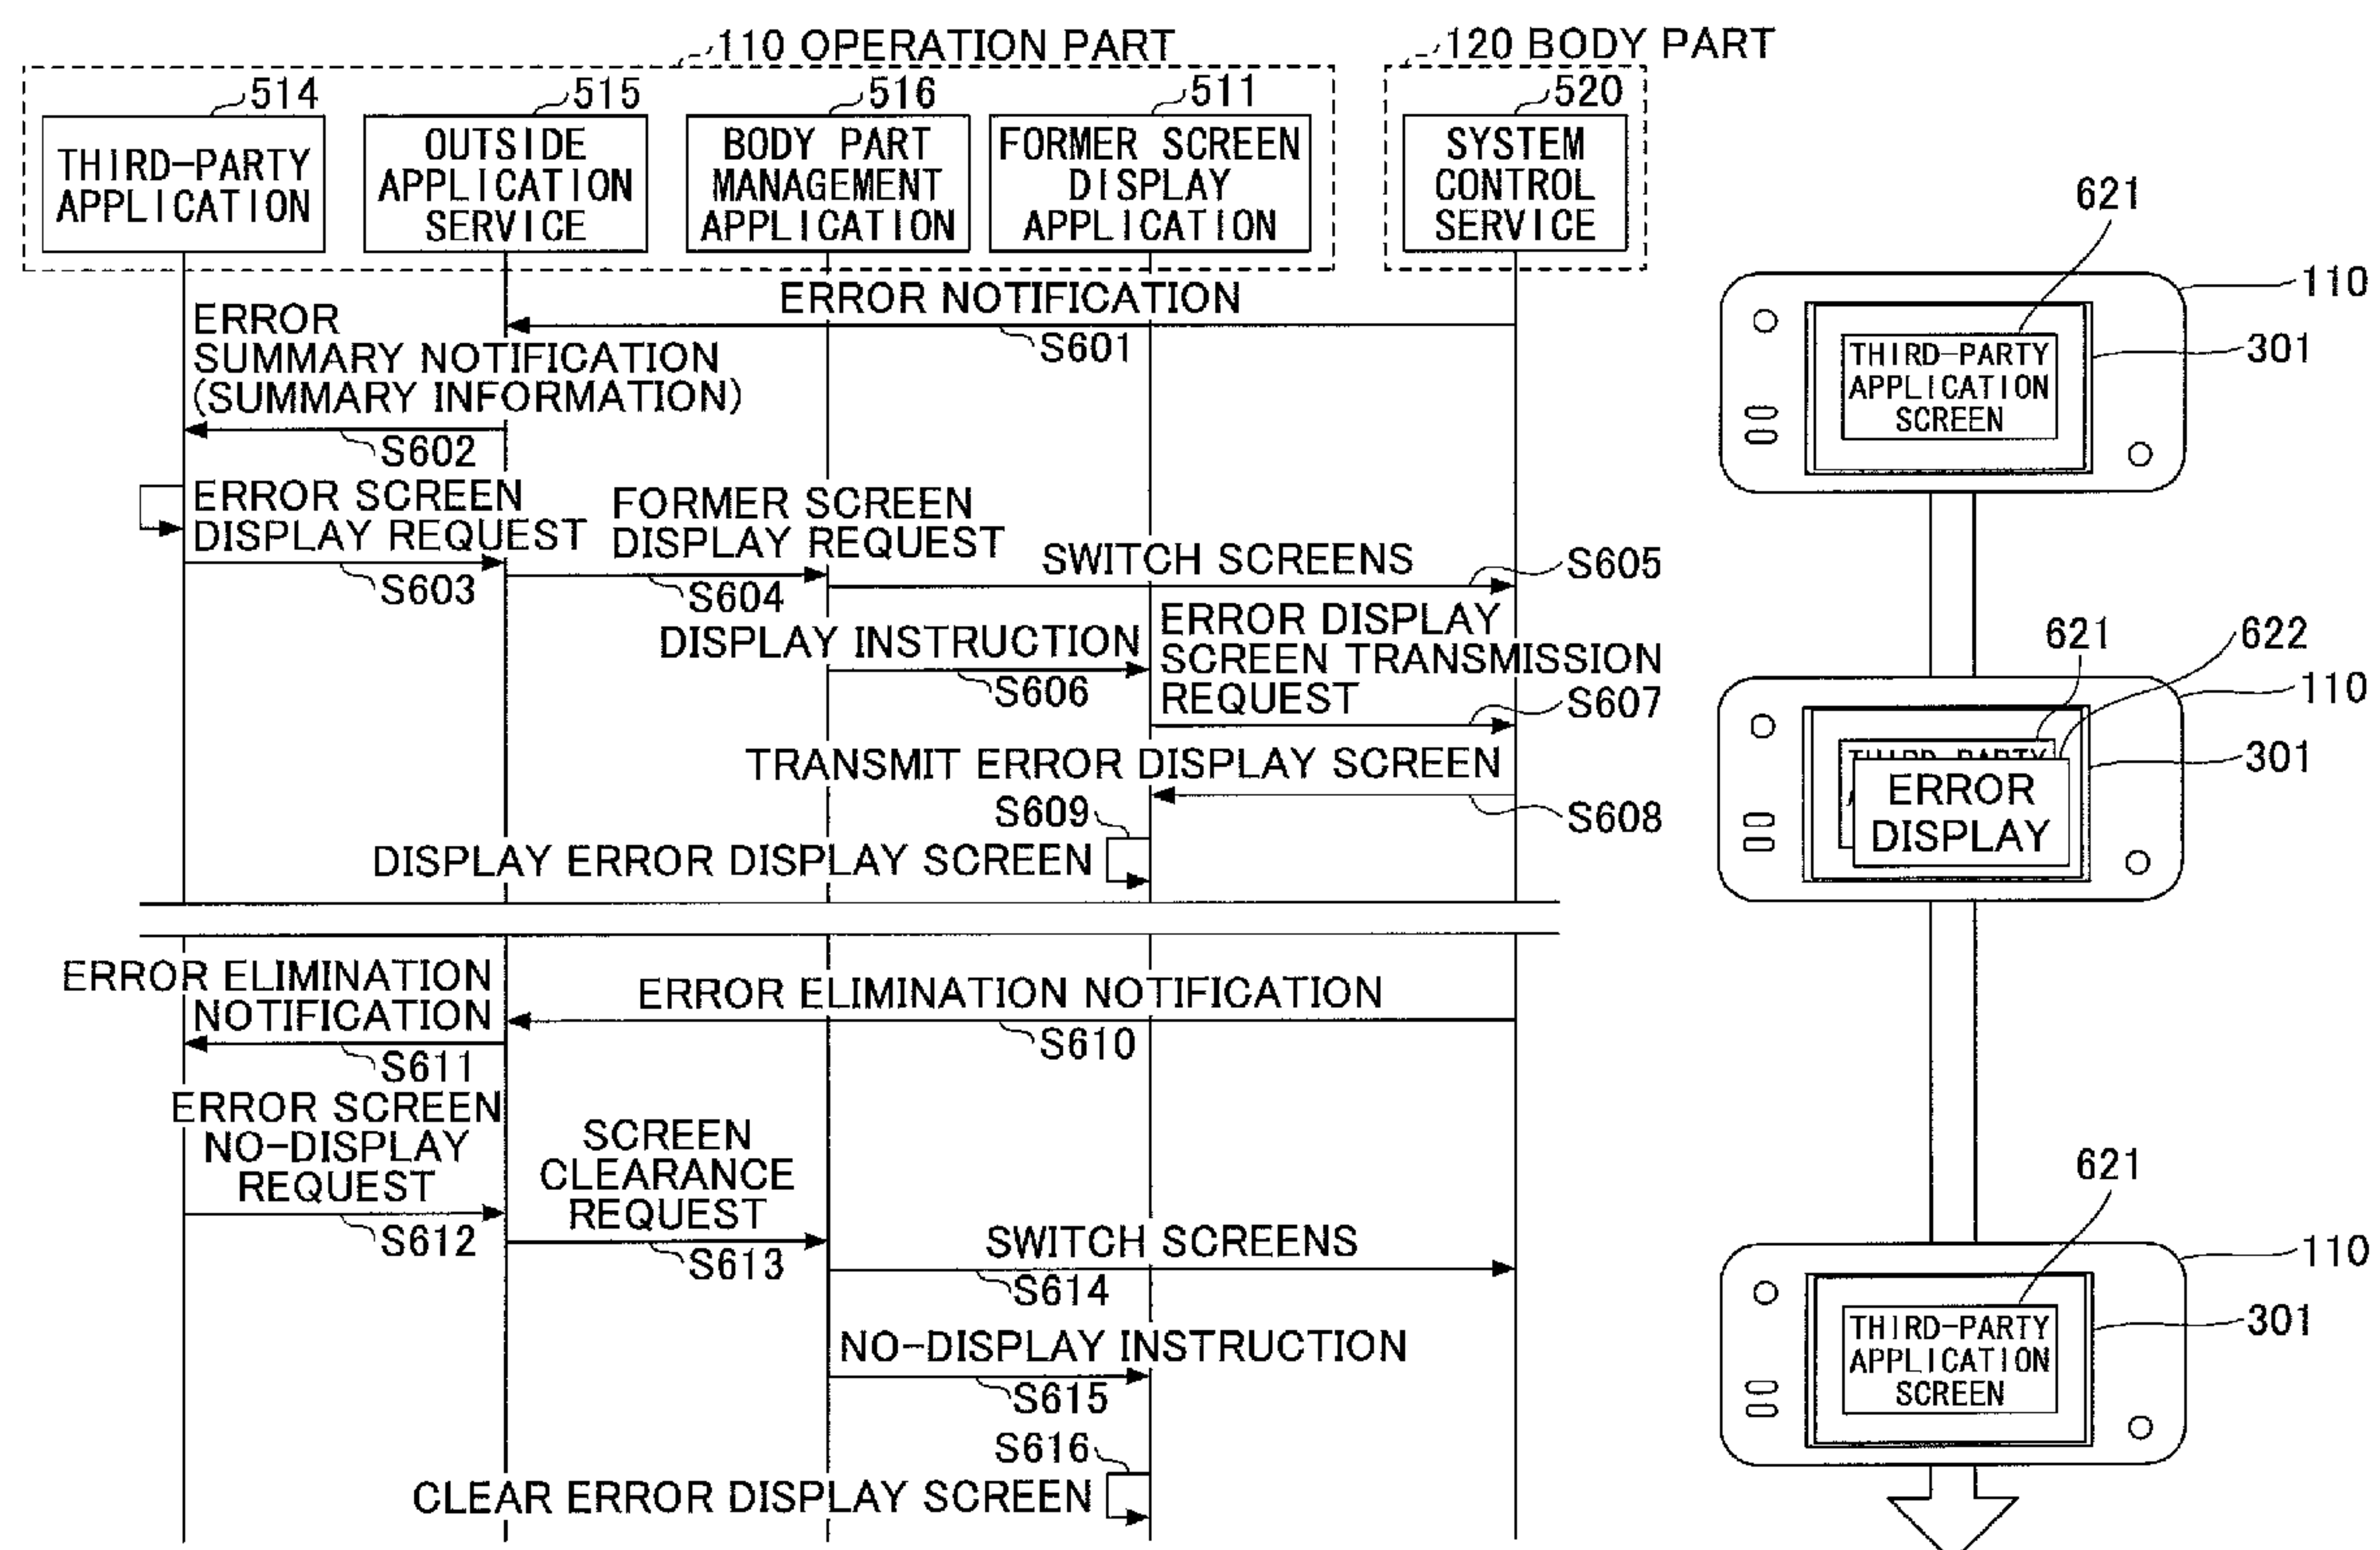 110 OPERATION PART
120 BODY PART
514
515
516
511
520
THIRD-PARTY
APPLICATION
OUTSIDE
APPLICATION
SERVICE
BODY PART
MANAGEMENT
APPLICATION
FORMER SCREEN
DISPLAY
APPLICATION
SYSTEM
CONTROL
SERVICE
ERROR NOTIFICATION
S601
ERROR
SUMMARY NOTIFICATION
(SUMMARY INFORMATION)
S602
ERROR SCREEN
DISPLAY REQUEST
S603
FORMER SCREEN
DISPLAY REQUEST
S604
SWITCH SCREENS
S605
DISPLAY INSTRUCTION
S606
ERROR DISPLAY
SCREEN TRANSMISSION
REQUEST
S607
TRANSMIT ERROR DISPLAY SCREEN
S608
S609
DISPLAY ERROR DISPLAY SCREEN
ERROR ELIMINATION NOTIFICATION
S610
ERROR ELIMINATION
NOTIFICATION
S611
ERROR SCREEN
NO-DISPLAY
REQUEST
S612
SCREEN
CLEARANCE
REQUEST
S613
SWITCH SCREENS
S614
NO-DISPLAY INSTRUCTION
S615
S616
CLEAR ERROR DISPLAY SCREEN
621
110
301
THIRD-PARTY
APPLICATION
SCREEN
621
622
110
301
THIRD-PARTY
ERROR
DISPLAY
621
110
301
THIRD-PARTY
APPLICATION
SCREEN